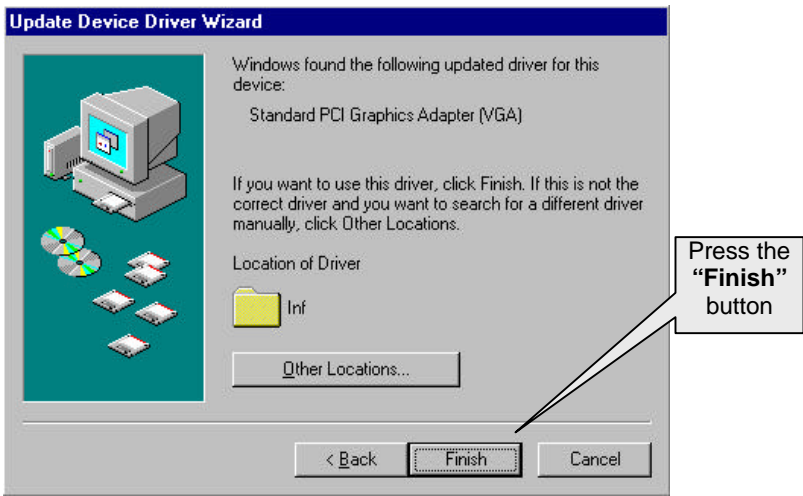 Update Device Driver Wizard
Windows found the following updated driver for this
device:
Standard PCI Graphics Adapter (VGA)
If you want to use this driver, click Finish. If this is not the
correct driver and you want to search for a different driver
manually, click Other Locations.
Location of Driver
Inf
Other Locations...
< Back
Finish
Cancel
Press the
“Finish”
button